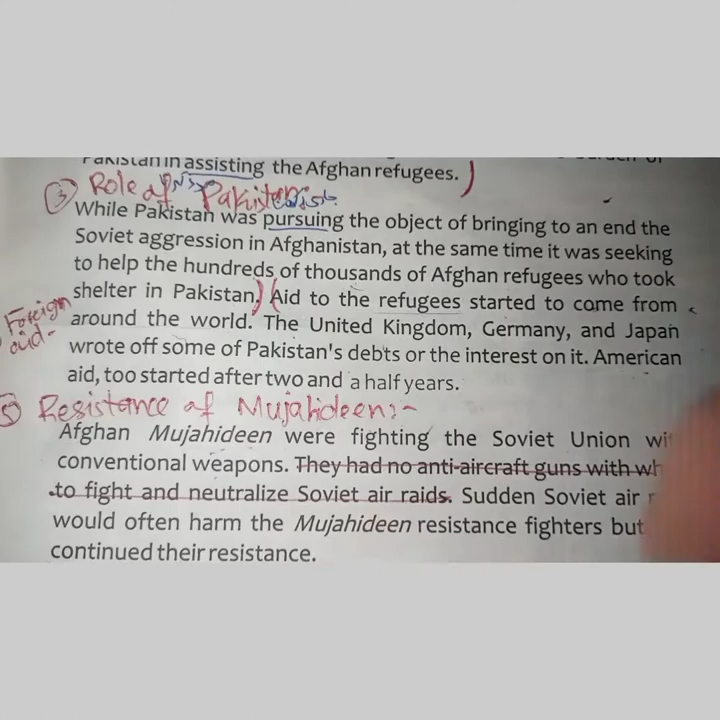 Pakistan in assisting the Afghan refugees.
③ Role of Pakistan
While Pakistan was pursuing the object of bringing to an end the
Soviet aggression in Afghanistan, at the same time it was seeking
to help the hundreds of thousands of Afghan refugees who took
shelter in Pakistan. Aid to the refugees started to come from
Foreign aid-
around the world. The United Kingdom, Germany, and Japan
wrote off some of Pakistan's debts or the interest on it. American
aid, too started after two and a half years.
⑤ Resistance of Mujahideen:-
Afghan Mujahideen were fighting the Soviet Union
conventional weapons. They had no anti-aircraft guns with
to fight and neutralize Soviet air raids. Sudden Soviet air
would often harm the Mujahideen resistance fighters but
continued their resistance.